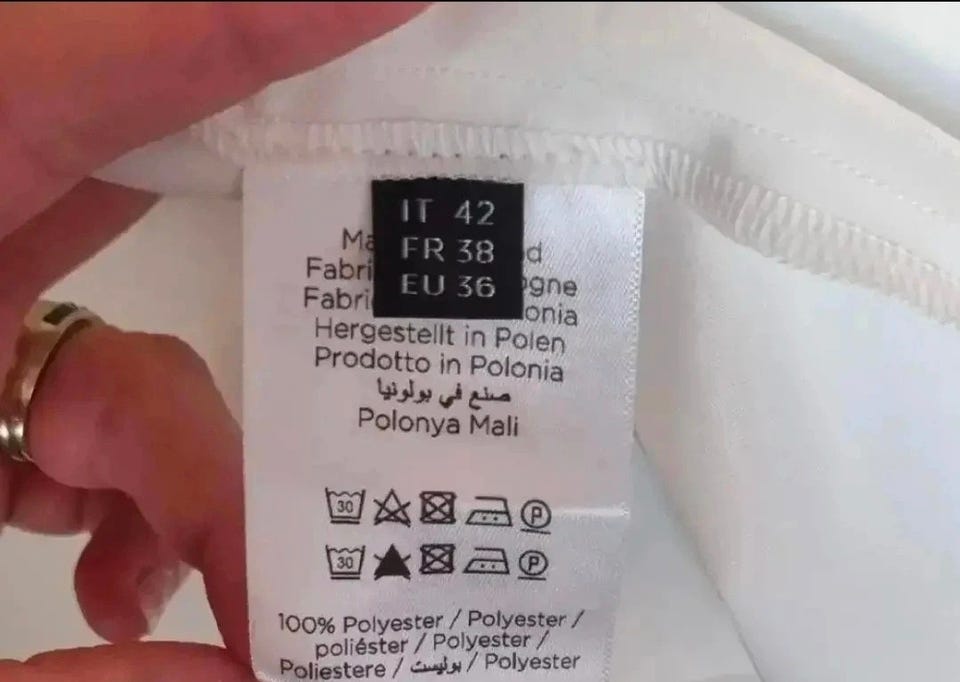 IT 42
FR 38
EU 36
Hergestellt in Polen
Prodotto in Polonia
صنع في بولونيا
Polonya Mali
30 P
30 P
100% Polyester / Polyester /
poliéster / Polyester /
Poliestere / بوليست / Polyester